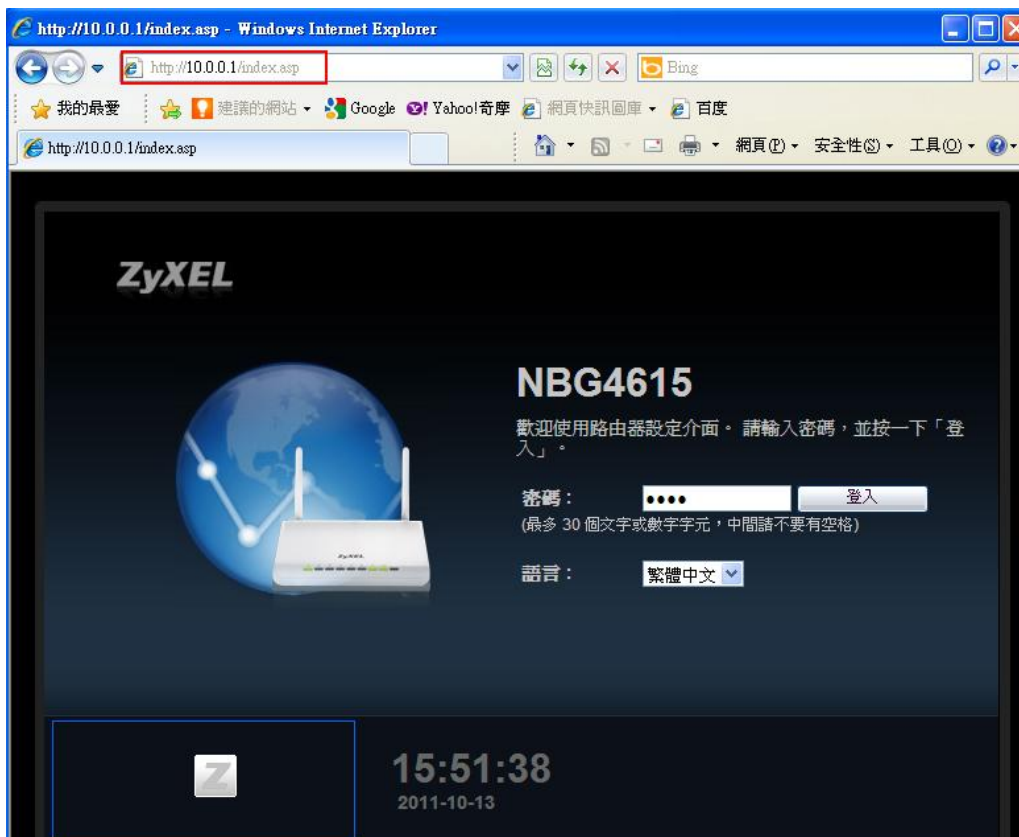 http://10.0.0.1/index.asp - Windows Internet Explorer
http://10.0.0.1/index.asp Bing
我的最愛 建議的網站 Google Yahoo!奇摩 網頁快訊圖庫 百度
http://10.0.0.1/index.asp 網頁(P) 安全性(S) 工具(O)
ZyXEL
NBG4615
歡迎使用路由器設定介面。 請輸入密碼,並按一下「登
入」。
密碼: 登入
(最多 30 個文字或數字字元,中間請不要有空格)
語言: 繁體中文
ZyXEL
Z
15:51:38
2011-10-13